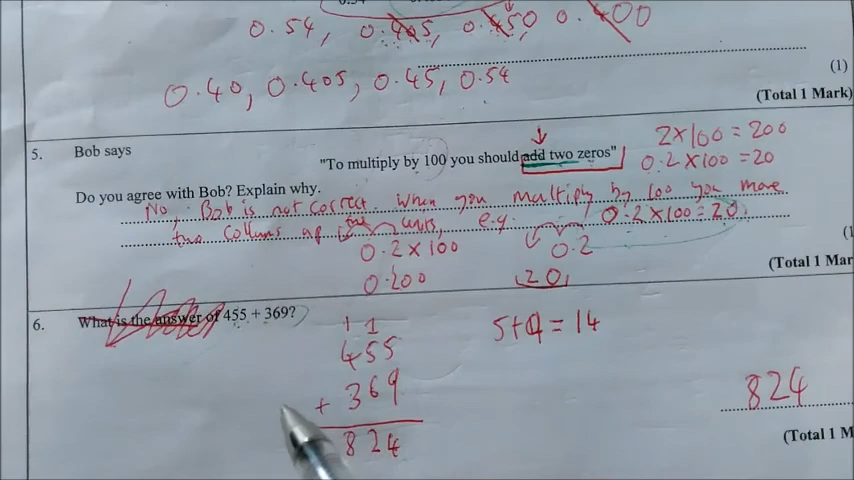 0.54, 0.405, 0.450 0.400
(1)
0.40, 0.405, 0.45, 0.54
(Total 1 Mark)
5. Bob says
2 x 100 = 200
"To multiply by 100 you should add two zeros"
0.2 x 100 = 20
Do you agree with Bob? Explain why.
No, Bob is not correct. When you multiply by 100 you move
two collums up the units, e.g. 0.2 x 100 = 20.
0.2 x 100 0.2
0.200 20
(Total 1 Mar
6. What is the answer of 455 + 369?
1 1
455 5+9 = 14
+ 369
824
824
(Total 1 M